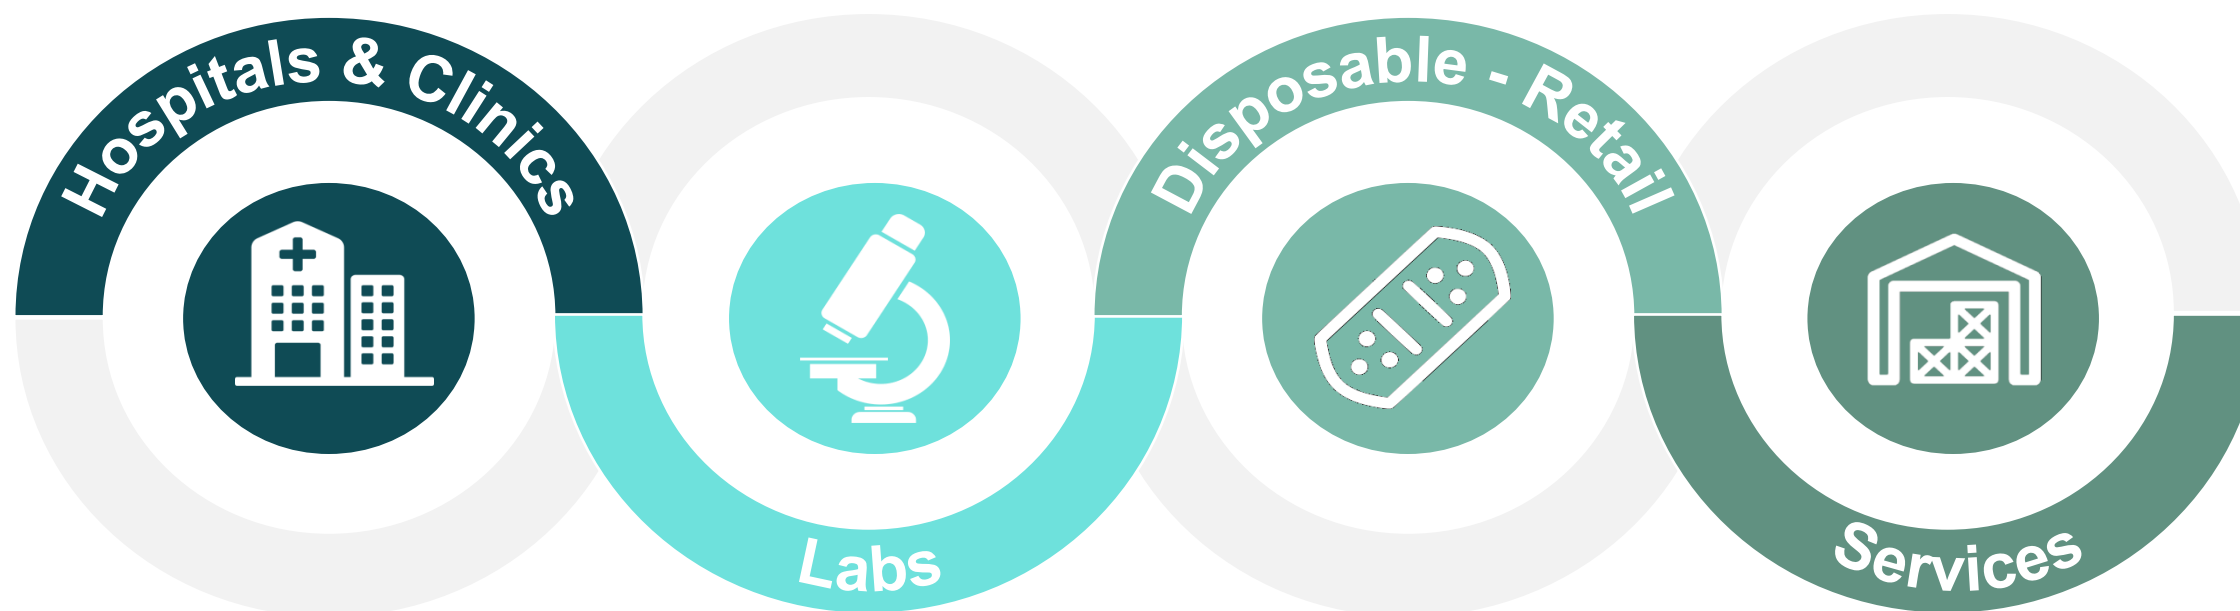 Hospitals & Clinics
Labs
Disposable - Retail
Services